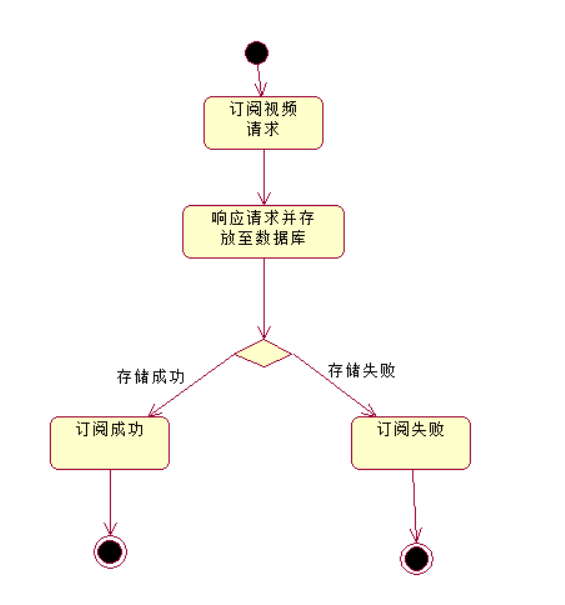 订阅视频
请求
响应请求并存
放至数据库
存储成功
存储失败
订阅成功
订阅失败